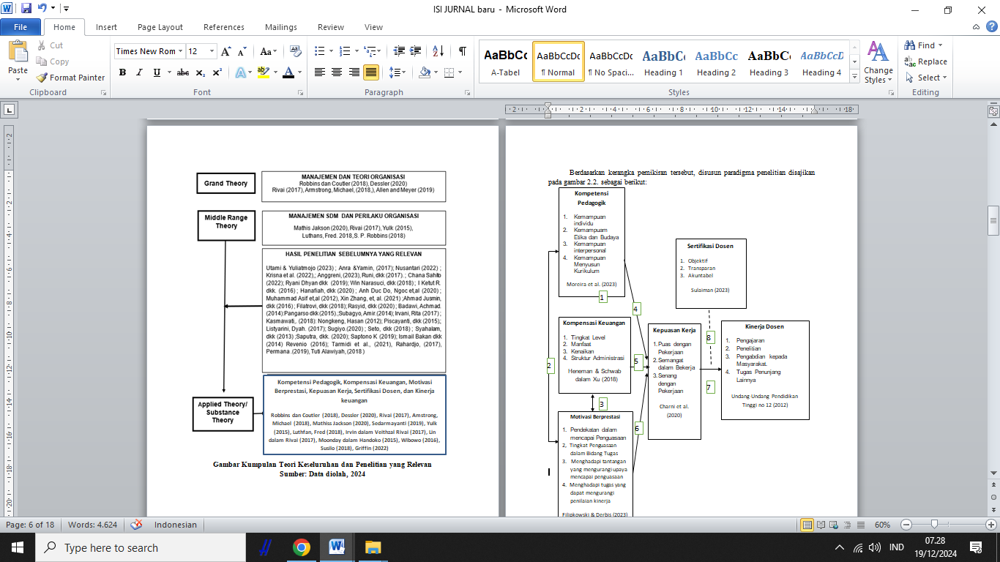 ISI JURNAL baru - Microsoft Word
File Home Insert Page Layout References Mailings Review View
Paste
Cut
Copy
Format Painter
Clipboard
Times New Rom 12
Font
Paragraph
AaBbCc AaBbCcDc AaBbCcDc AaBbC AaBbCc AaBbC AaBbCcD
A-Tabel ¶ Normal ¶ No Spaci... Heading 1 Heading 2 Heading 3 Heading 4
Change
Styles
Styles
Find
Replace
Select
Editing
Grand Theory
MANAJEMEN DAN TEORI ORGANISASI
Robbins dan Coutler (2018), Dessler (2020)
Rivai (2017), Armstrong, Michael, (2018,), Allen and Meyer (2019)
Middle Range
Theory
MANAJEMEN SDM DAN PERILAKU ORGANISASI
Mathis Jakson (2020), Rivai (2017), Yulk (2015),
Luthans, Fred. 2018,S. P. Robbins (2018)
HASIL PENELITIAN SEBELUMNYA YANG RELEVAN
Utami & Yuliatmojo (2023) ; Anra &Yamin, (2017); Nusantari (2022) ;
Krisna et al. (2022),; Anggreni, (2023), Runi, dkk (2017). ; Chana Sahito
(2022); Ryani Dhyan dkk (2019); Win Narasuci, dkk (2018) ; I Ketut R.
dkk. (2016) ; Hanafiah, dkk (2020) ; Anh Duc Do, Ngoc et,al (2020) ;
Muhammad Asif et,al (2012), Xin Zhang, et, al. (2021) ;Ahmad Jusmin,
dkk (2016) ; Filatrovi, dkk (2018); Rasyid, dkk (2020) ; Badawi, Achmad.
(2014);Pangarso dkk (2015).;Subagyo, Amir.(2014); Irvani, Rita (2017) ;
Kasmawati,. (2018): Nongkeng, Hasan (2012); Piscayanti, dkk (2015);
Listyarini, Dyah. (2017); Sugiyo.(2020) ; Seto, dkk (2018) ; Syahalam,
dkk (2013) ;Saputra, dkk. (2020); Saptono K (2019); Ismail Bakan dkk
(2014) Revenio (2016); Tarmidi et al., (2021), Rahardjo, (2017),
Permana .(2019), Tuti Alawiyah, (2018 )
Applied Theory/
Substance
Theory
Kompetensi Pedagogik, Kompensasi Keuangan, Motivasi
Berprestasi, Kepuasan Kerja, Sertifikasi Dosen, dan Kinerja
keuangan
Robbins dan Coutler (2018), Dessler (2020), Rivai (2017), Amstrong,
Michael (2018), Mathiss Jackson (2020), Sedarmayanti (2019), Yulk
(2015), Luthfan, Fred (2018), Irvin dalam Veithzal Rivai (2017), Lin
dalam Rivai (2017), Moonday dalam Handoko (2015), Wibowo (2016),
Susilo (2018), Griffin (2022)
Gambar Kumpulan Teori Keseluruhan dan Penelitian yang Relevan
Sumber: Data diolah, 2024
Berdasarkan kerangka pemikiran tersebut, disusun paradigma penelitian disajikan
pada gambar 2.2. sebagai berikut:
Kompetensi
Pedagogik
1. Kemampuan
individu
2. Kemampuam
Etika dan Budaya
3. Kemampuan
interpersonal
4. Kemampuan
Menyusun
Kurikulum
Moreira et al. (2023)
1
Kompensasi Keuangan
1. Tingkat Level
2. Manfaat
3. Kenaikan
4. Struktur Administrasi
Heneman & Schwab
dalam Xu (2018)
2
3
Motivasi Berprestasi
1. Pendekatan dalam
mencapai Penguasaan
2, Tingkat Penguasaan
dalam Bidang Tugas
3. Menghadapi tantangan
yang mengurangi upaya
mencapai penguasaan
4. Menghadapi tugas yang
dapat mengurangi
penilaian kinerja
Filipkowski & Derbis (2023)
4
5
6
Kepuasan Kerja
1.Puas dengan
Pekerjaan
2.Semangat
dalam Bekerja
3.Senang
dengan
Pekerjaan
Charni et al.
(2020)
Sertifikasi Dosen
1. Objektif
2. Transparan
3. Akuntabel
Sulaiman (2023)
8
7
Kinerja Dosen
1. Pengajaran
2. Penelitian
3. Pengabdian kepada
Masyarakat.
4. Tugas Penunjang
Lainnya
Undang-Undang Pendidikan
Tinggi no 12 (2012)
Page: 6 of 18 Words: 4.624 Indonesian 60%
Type here to search
IND
07.28
19/12/2024